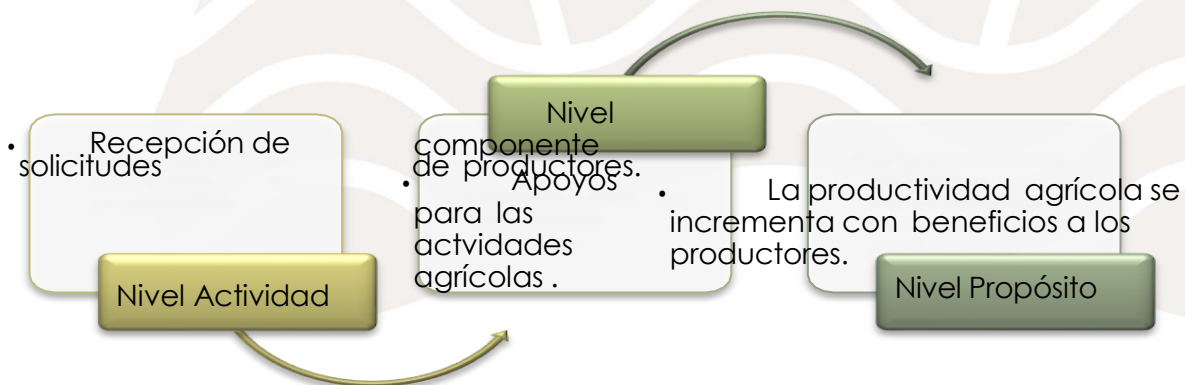 • Recepción de
solicitudes
Nivel Actividad
Nivel
componente
de productores.
• Apoyos
para las
actvidades
agrícolas .
• La productividad agrícola se
incrementa con beneficios a los
productores.
Nivel Propósito